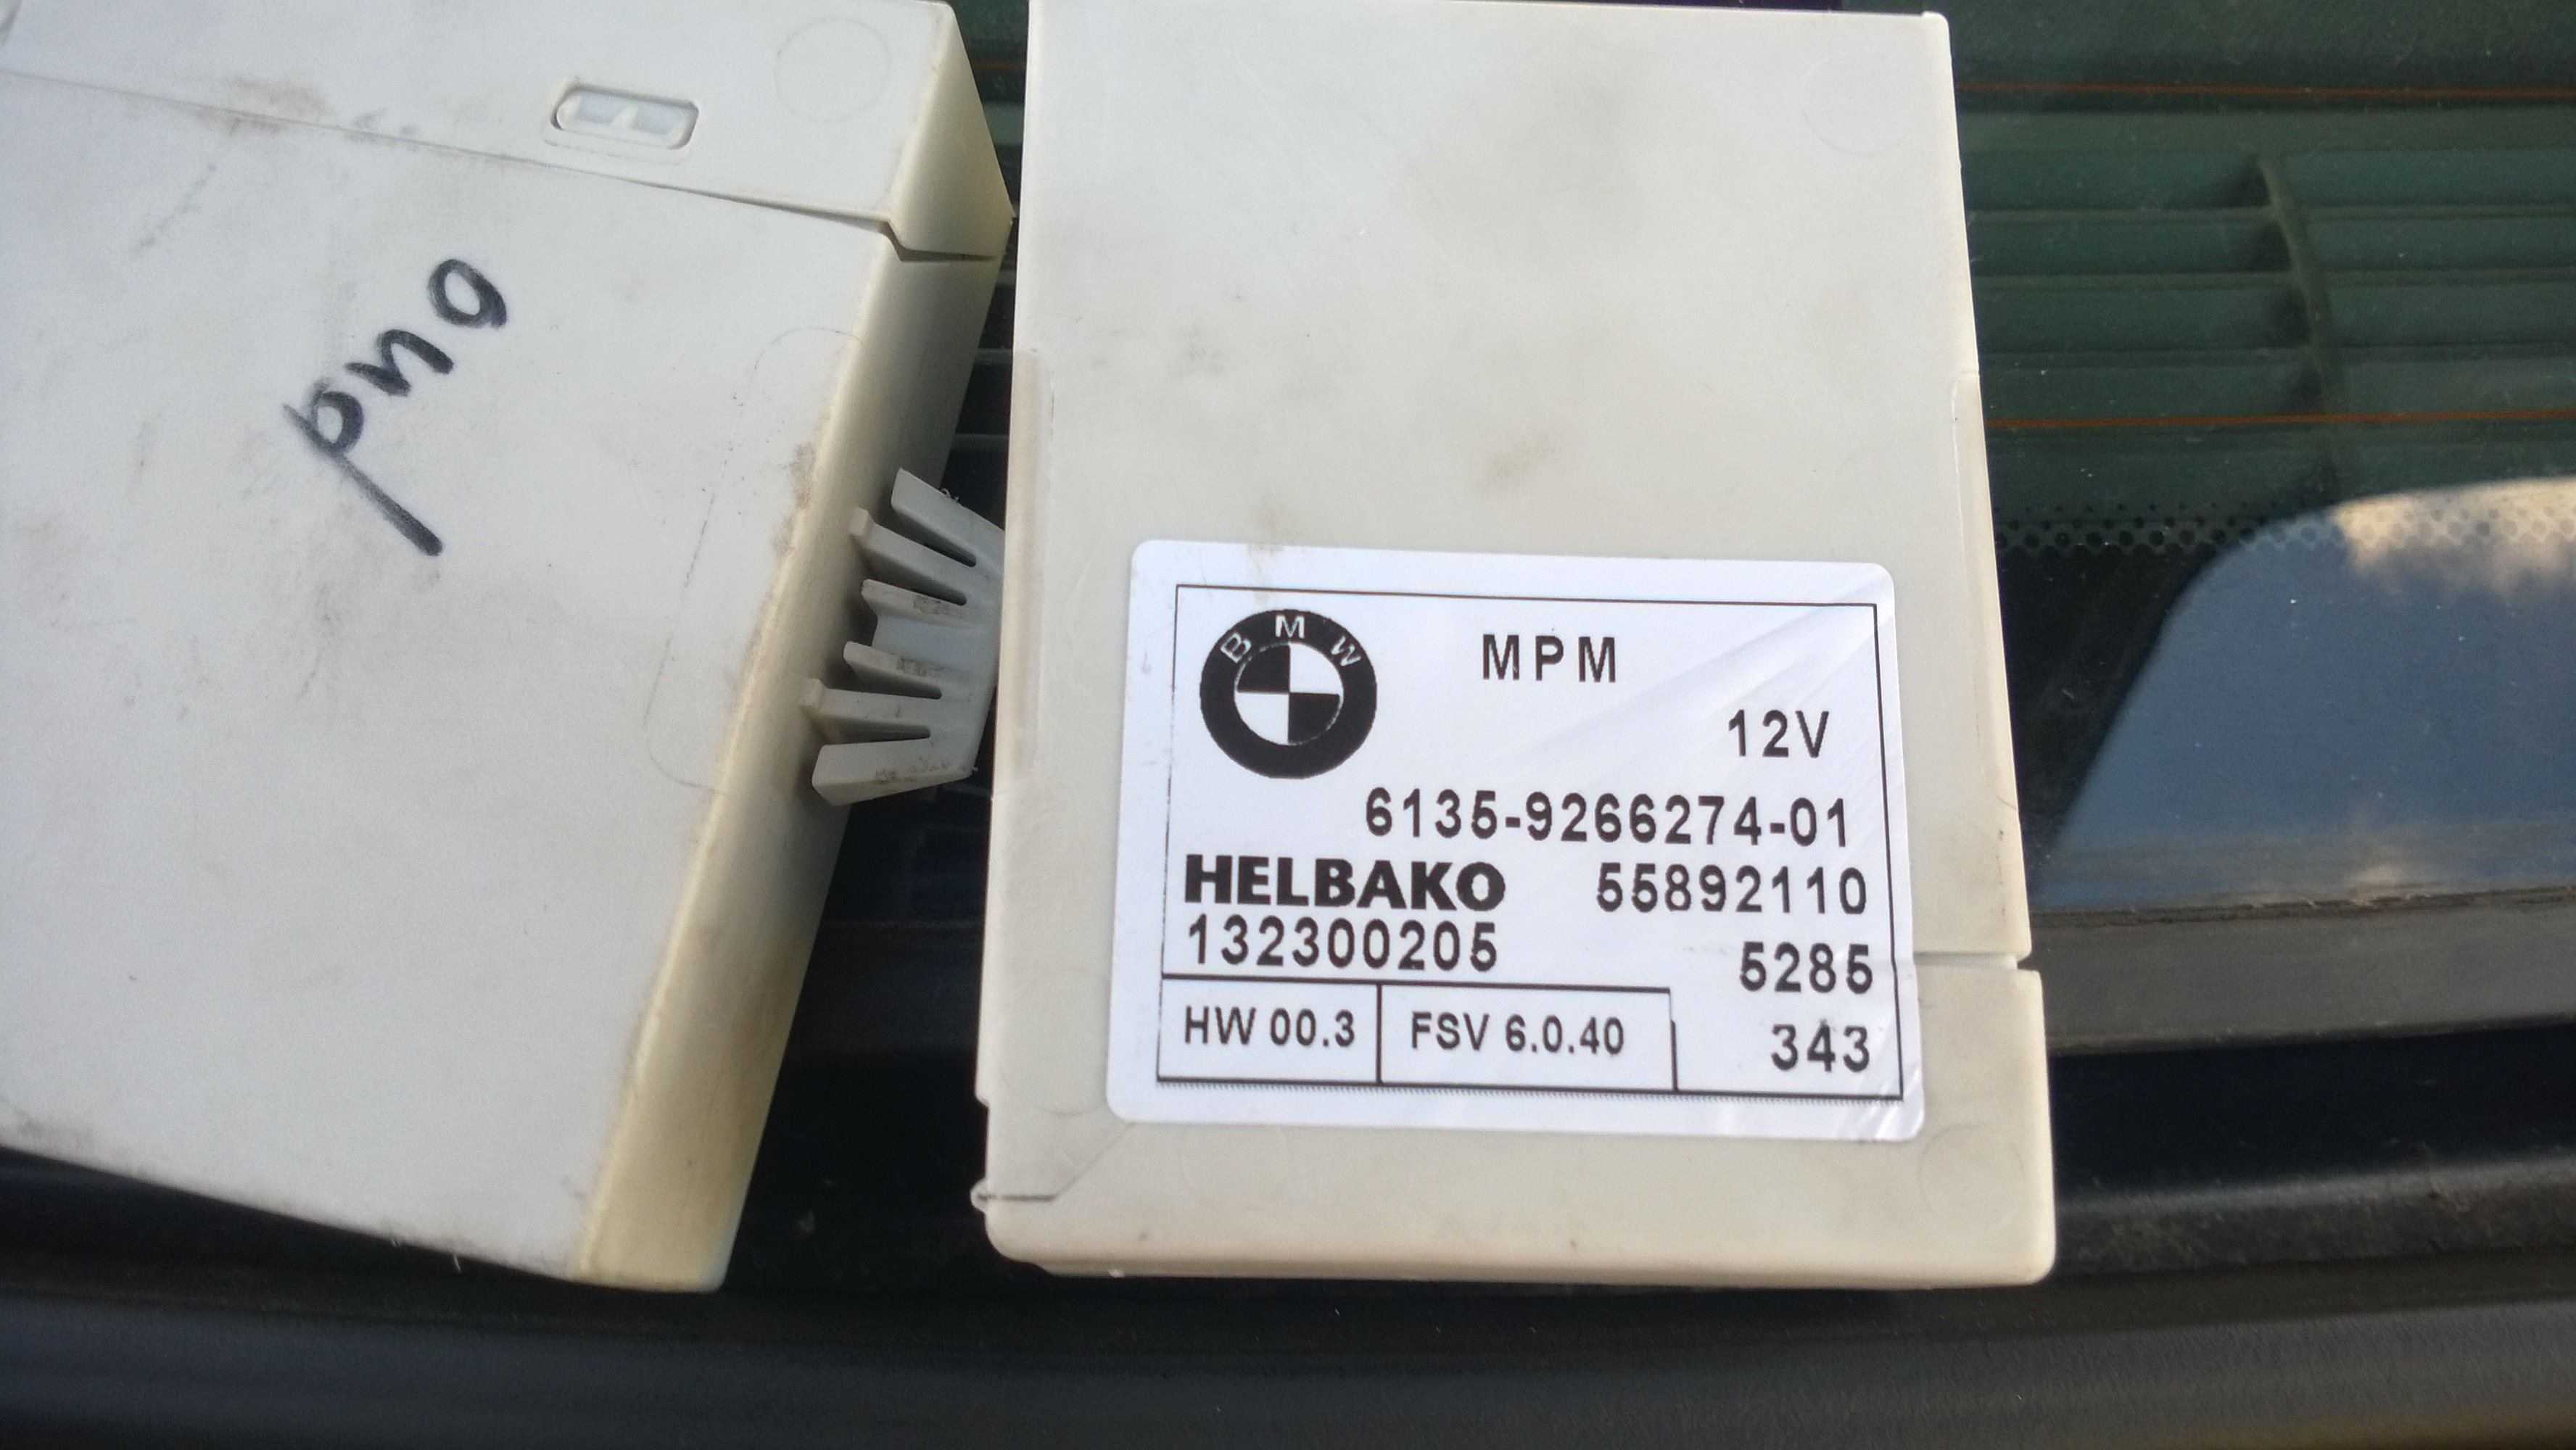 pno
BMW
MPM
12V
6135-9266274-01
HELBAKO 55892110
132300205 5285
HW 00.3 FSV 6.0.40 343